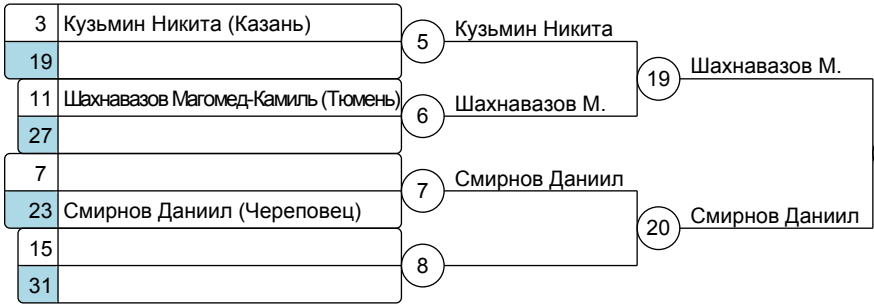 3 Кузьмин Никита (Казань)
19
11 Шахнавазов Магомед-Камиль (Тюмень)
27
7
23 Смирнов Даниил (Череповец)
15
31
5 Кузьмин Никита
6 Шахнавазов М.
7 Смирнов Даниил
8
19 Шахнавазов М.
20 Смирнов Даниил